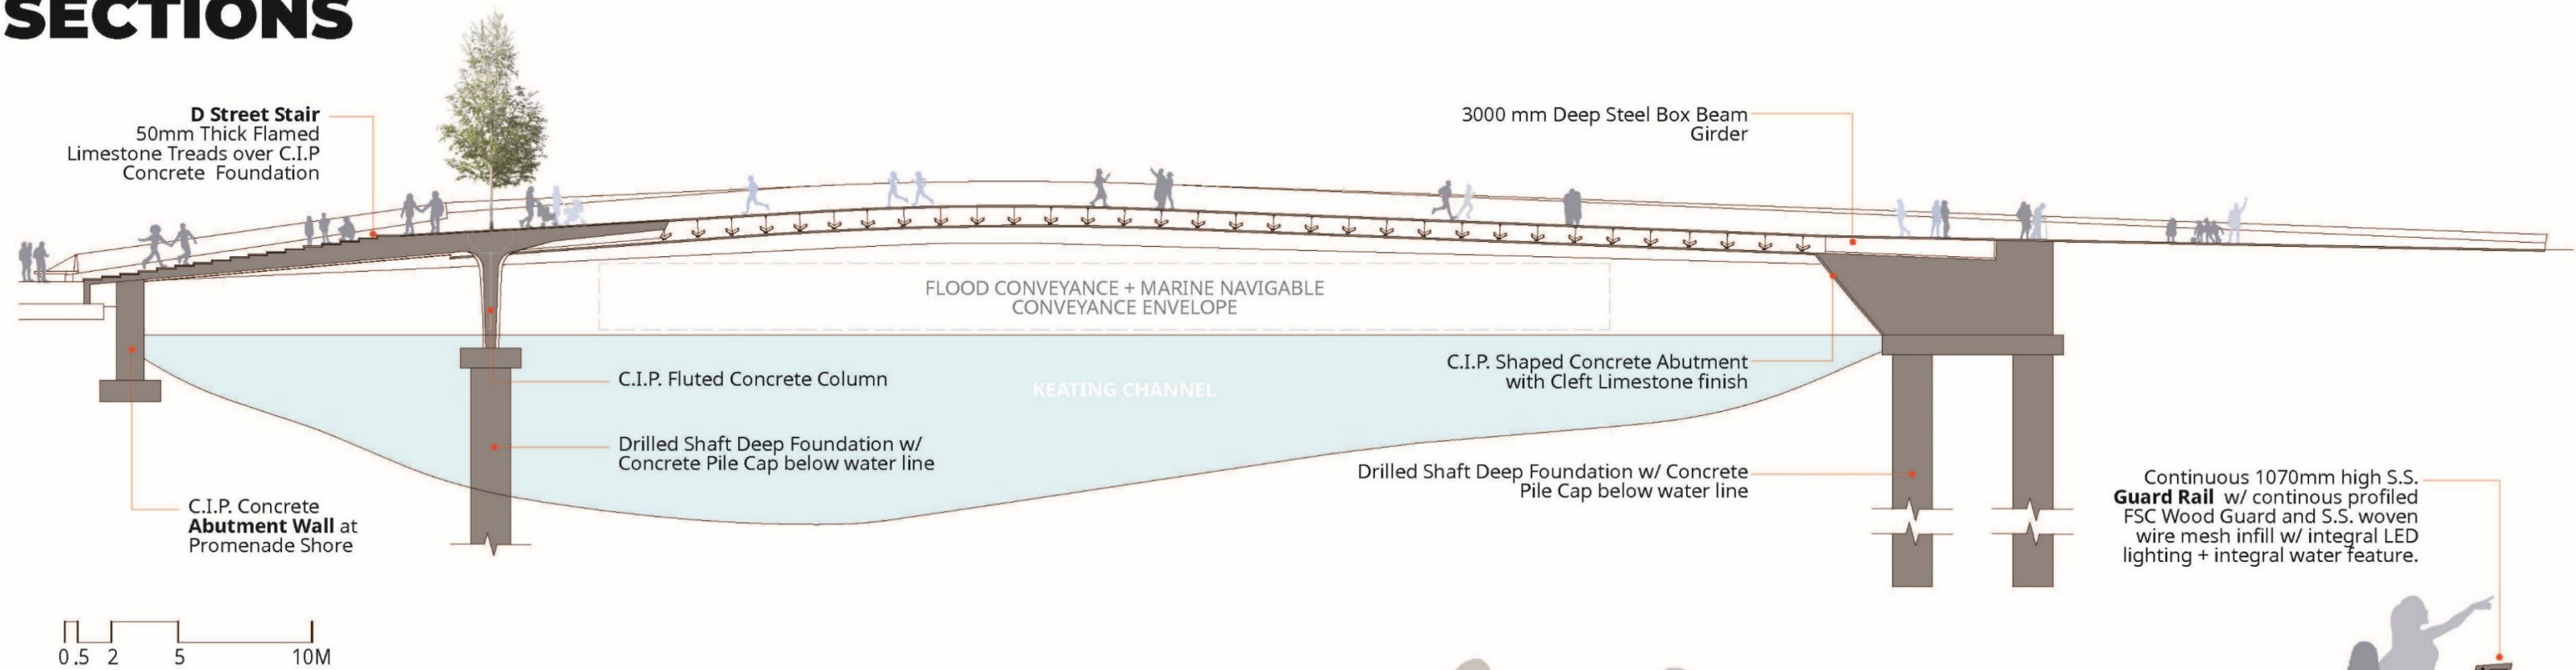 SECTIONS
D Street Stair
50mm Thick Flamed
Limestone Treads over C.I.P
Concrete Foundation
3000 mm Deep Steel Box Beam
Girder
FLOOD CONVEYANCE + MARINE NAVIGABLE
CONVEYANCE ENVELOPE
C.I.P. Fluted Concrete Column
KEATING CHANNEL
C.I.P. Shaped Concrete Abutment
with Cleft Limestone finish
Drilled Shaft Deep Foundation w/
Concrete Pile Cap below water line
Drilled Shaft Deep Foundation w/ Concrete
Pile Cap below water line
C.I.P. Concrete
Abutment Wall at
Promenade Shore
Continuous 1070mm high S.S.
Guard Rail w/ continous profiled
FSC Wood Guard and S.S. woven
wire mesh infill w/ integral LED
lighting + integral water feature.
0 .5 2 5 10M